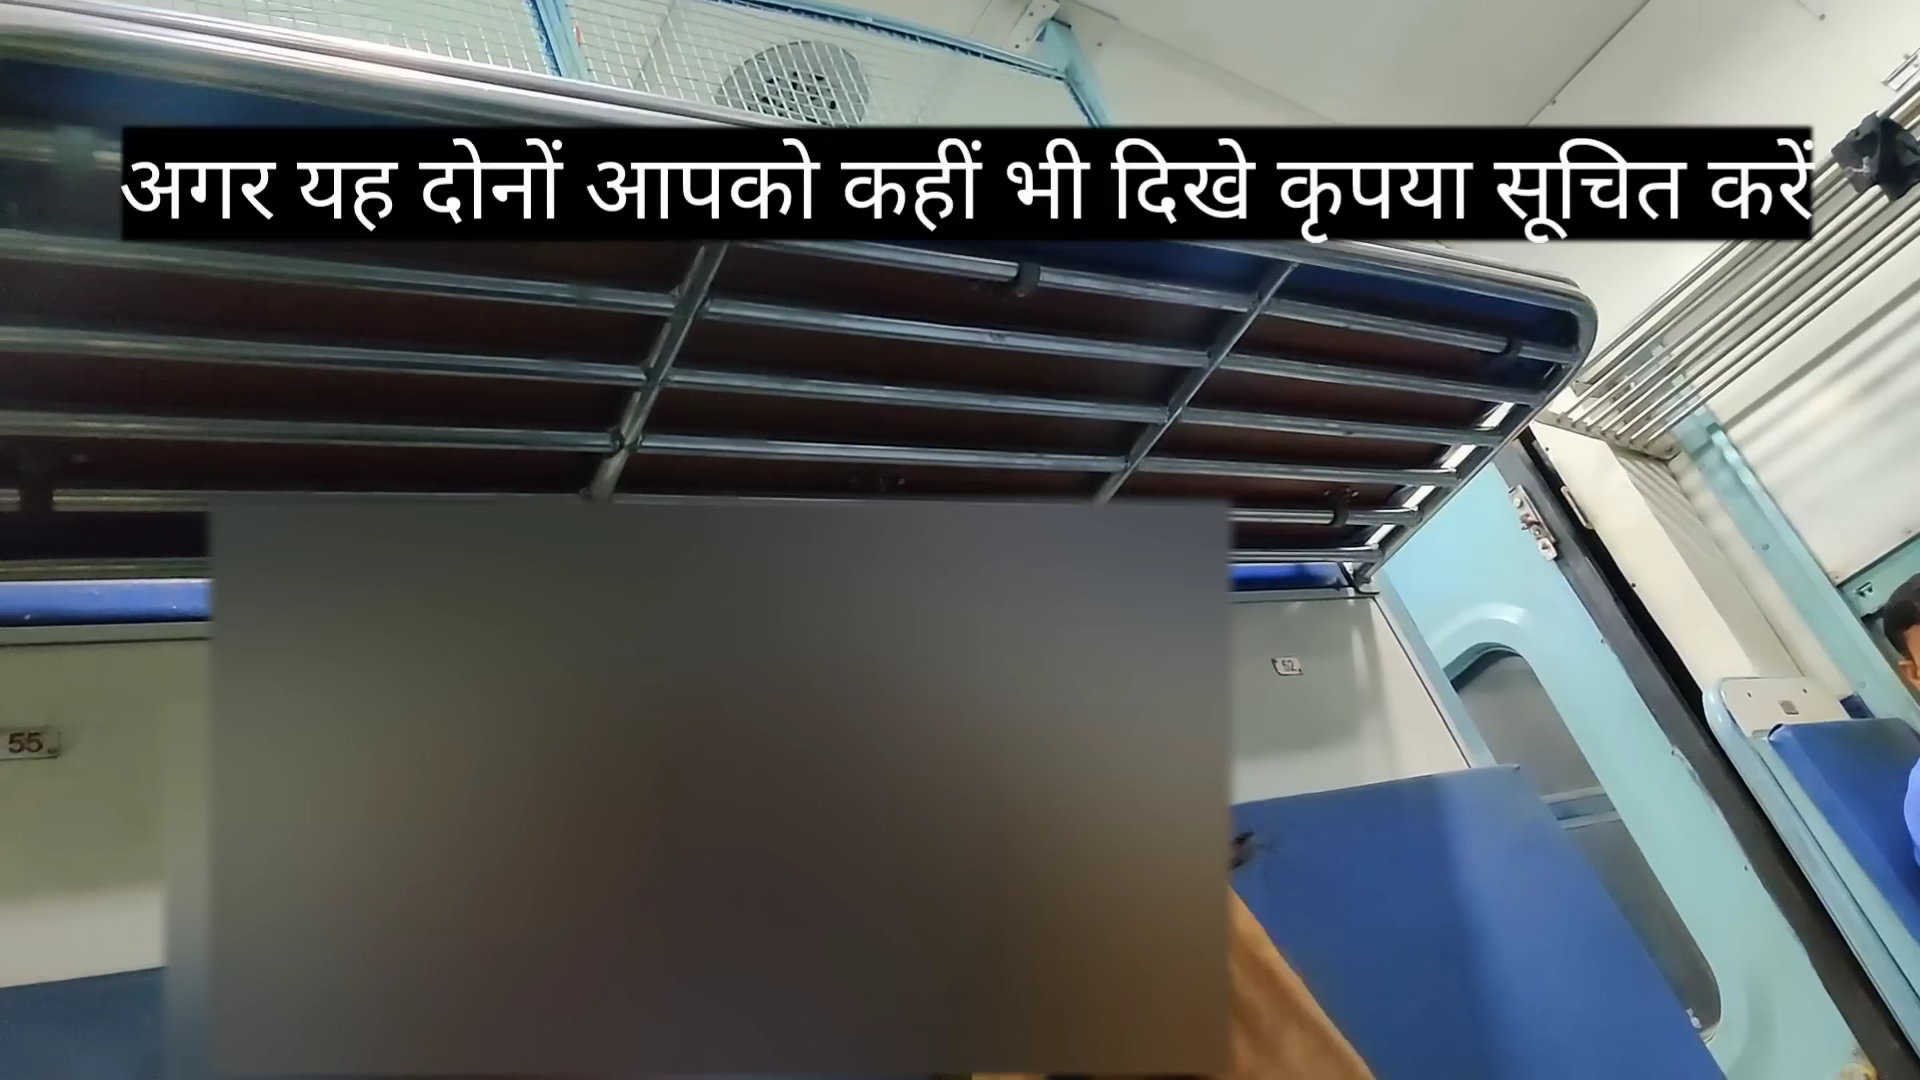 अगर यह दोनों आपको कहीं भी दिखे कृपया सूचित करें
52
55